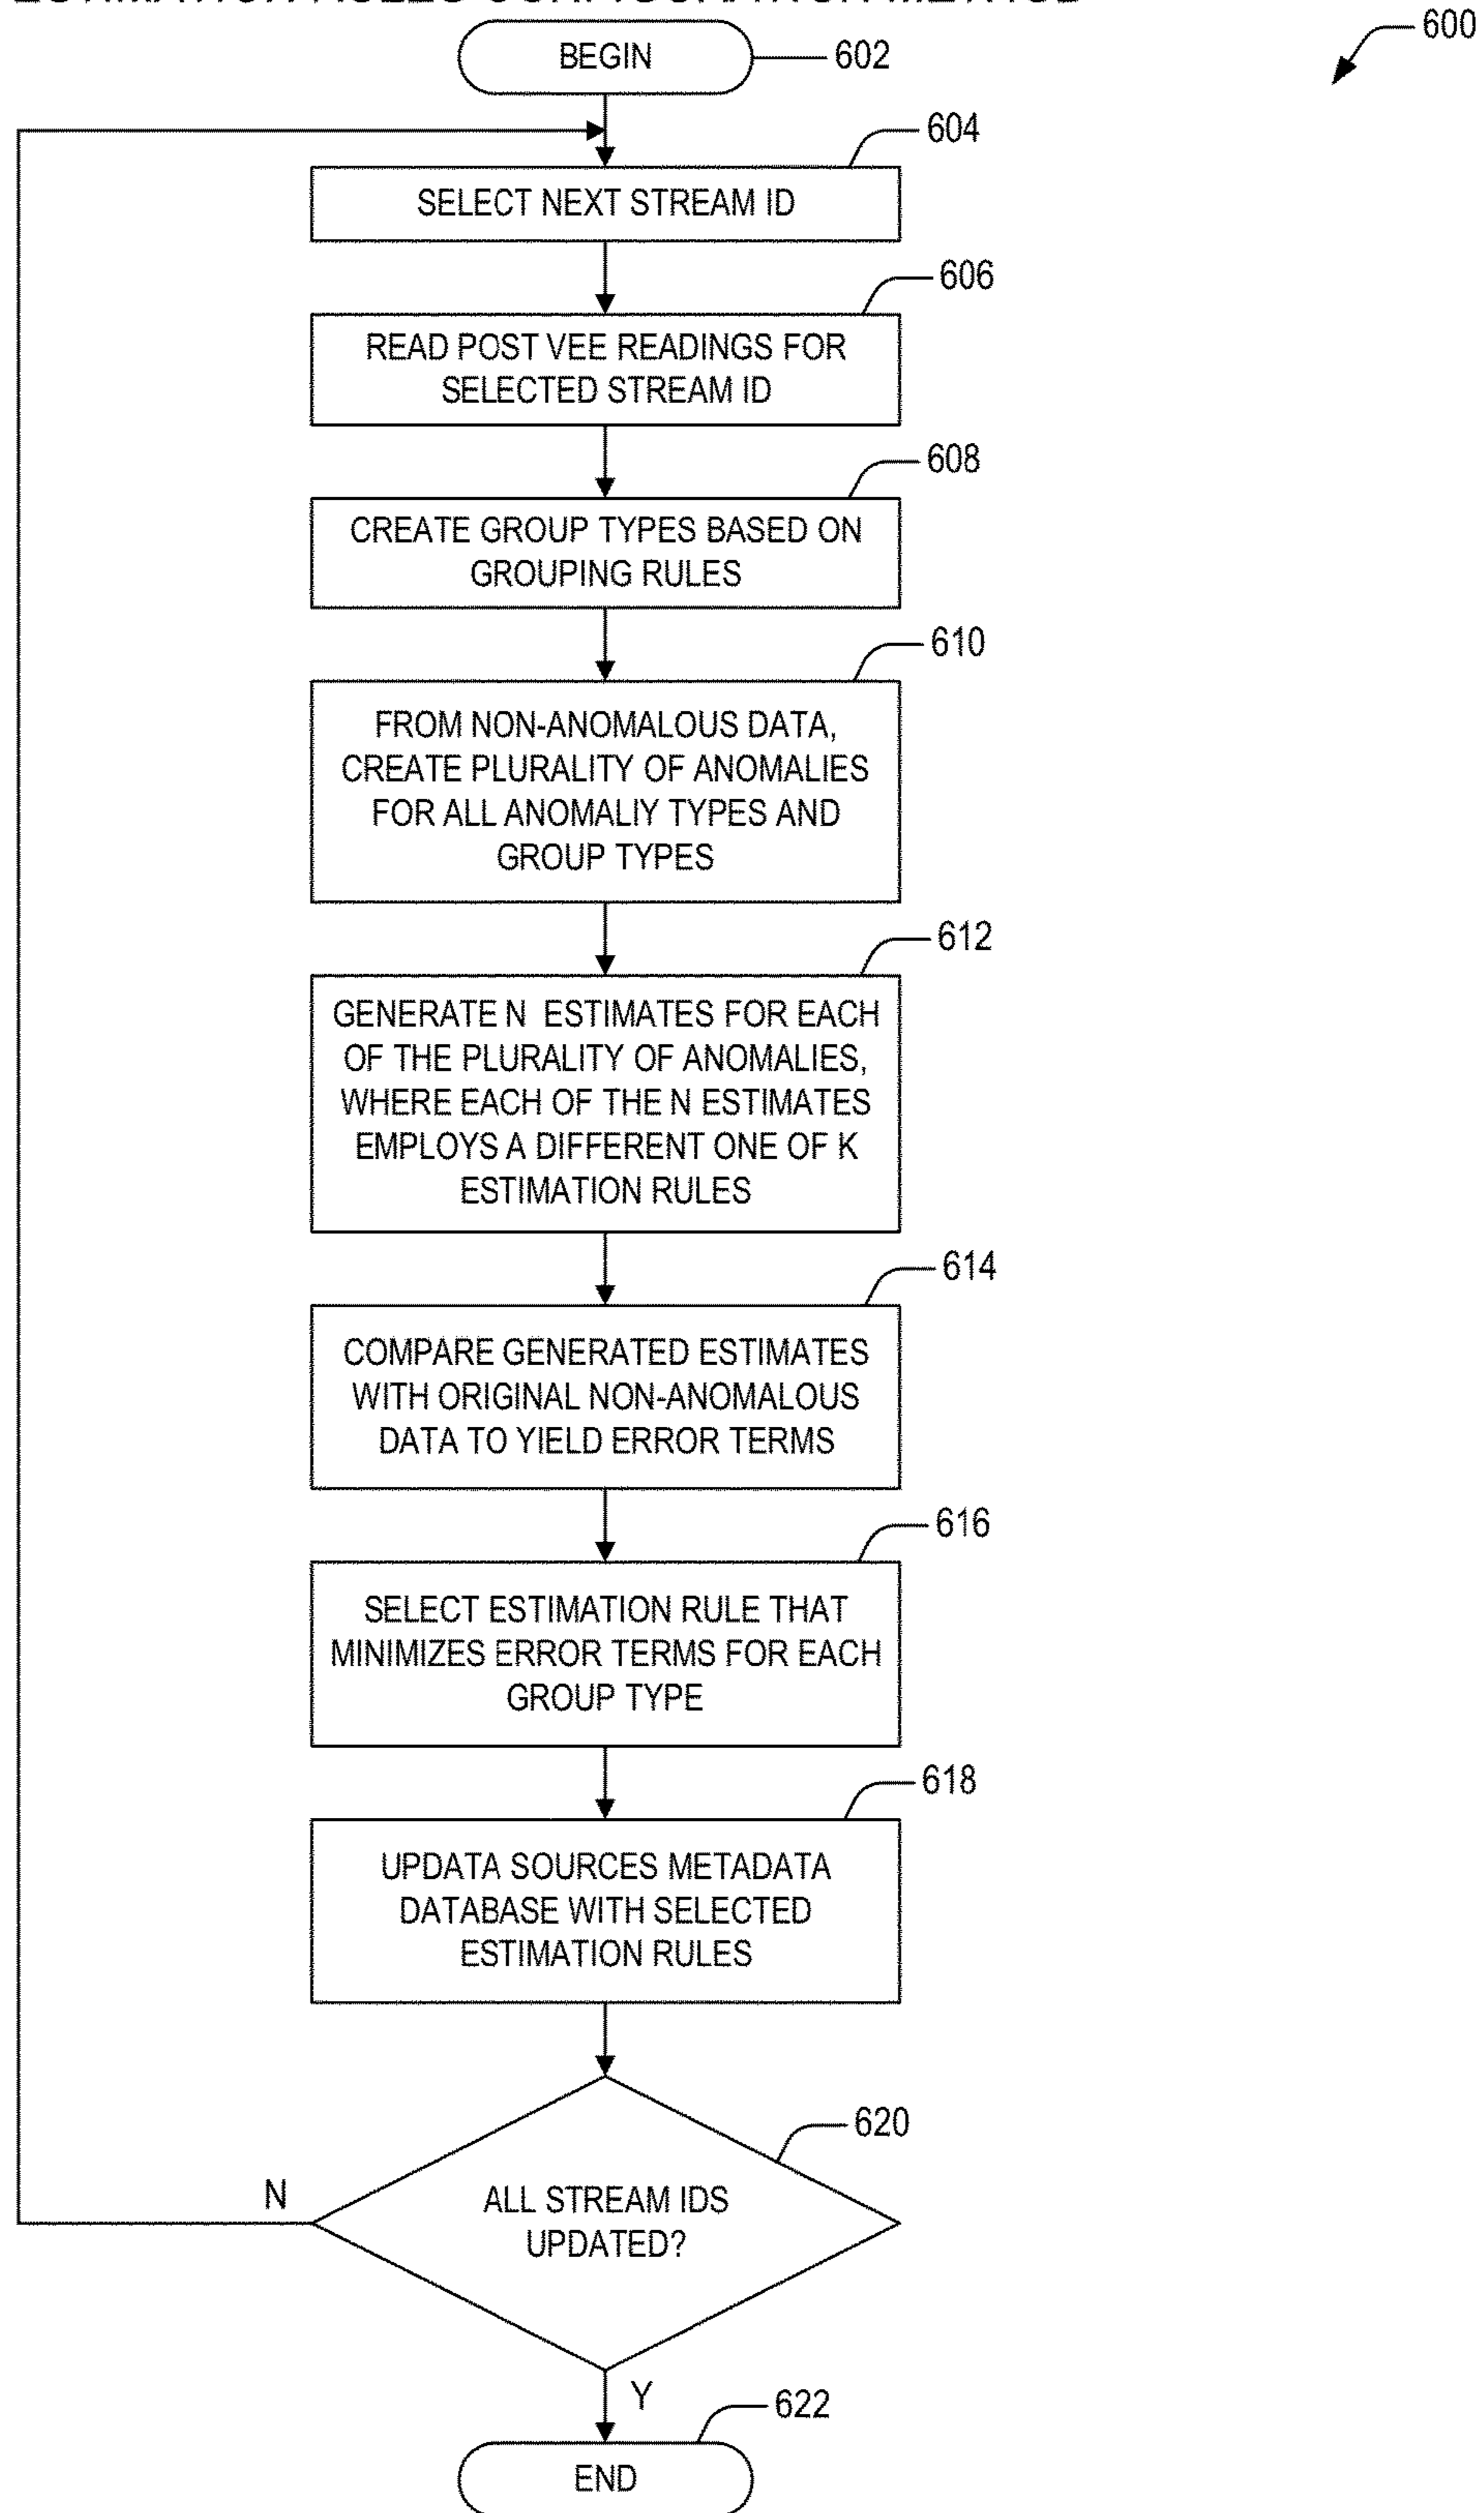 600
BEGIN
602
604
SELECT NEXT STREAM ID
606
READ POST VEE READINGS FOR
SELECTED STREAM ID
608
CREATE GROUP TYPES BASED ON
GROUPING RULES
610
FROM NON-ANOMALOUS DATA,
CREATE PLURALITY OF ANOMALIES
FOR ALL ANOMALIY TYPES AND
GROUP TYPES
612
GENERATE N ESTIMATES FOR EACH
OF THE PLURALITY OF ANOMALIES,
WHERE EACH OF THE N ESTIMATES
EMPLOYS A DIFFERENT ONE OF K
ESTIMATION RULES
614
COMPARE GENERATED ESTIMATES
WITH ORIGINAL NON-ANOMALOUS
DATA TO YIELD ERROR TERMS
616
SELECT ESTIMATION RULE THAT
MINIMIZES ERROR TERMS FOR EACH
GROUP TYPE
618
UPDATA SOURCES METADATA
DATABASE WITH SELECTED
ESTIMATION RULES
620
N
ALL STREAM IDS
UPDATED?
Y
622
END